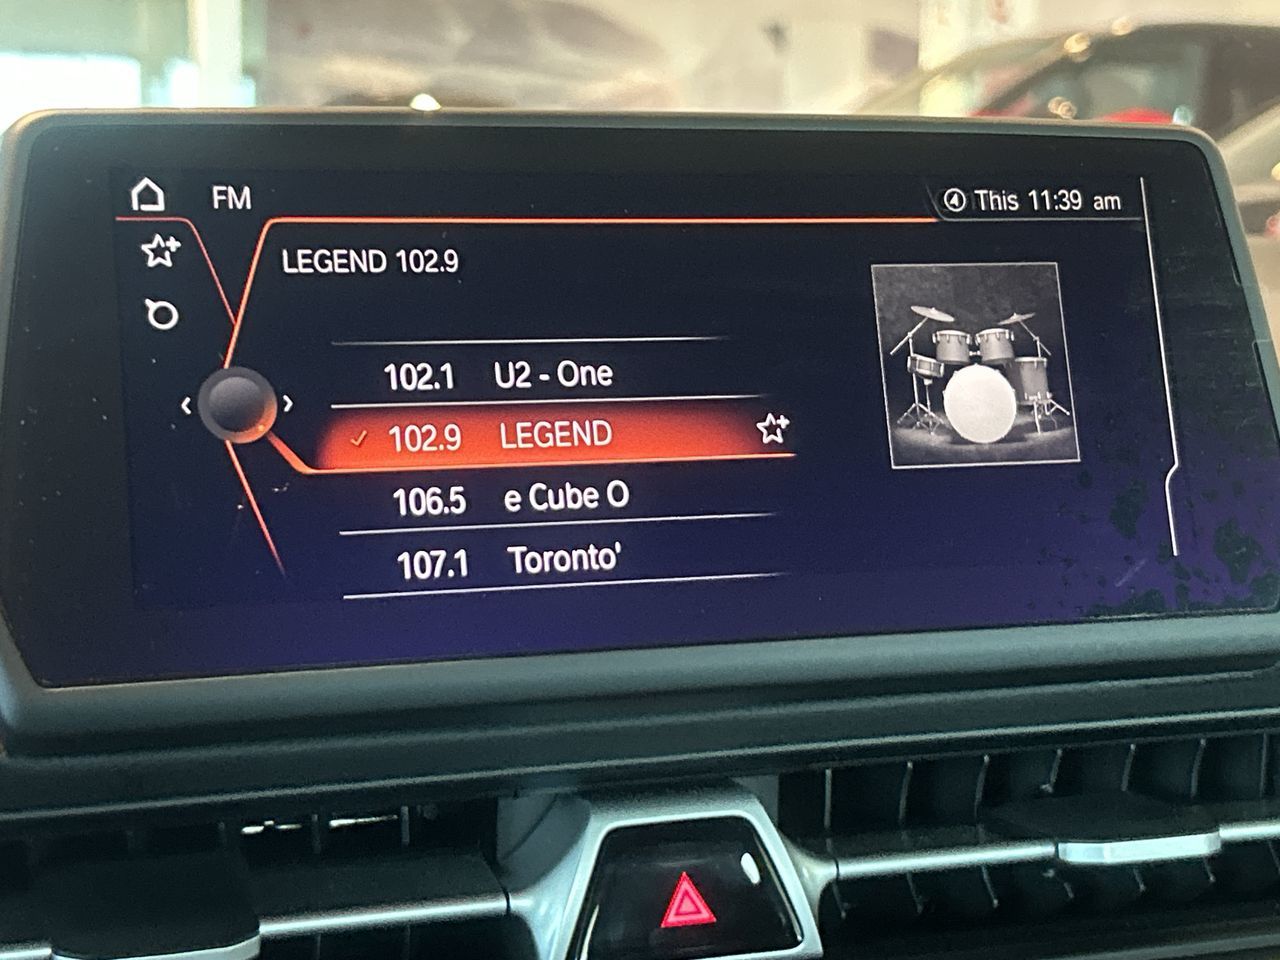 FM
This 11:39 am
LEGEND 102.9
102.1 U2 - One
102.9 LEGEND
106.5 e Cube O
107.1 Toronto'